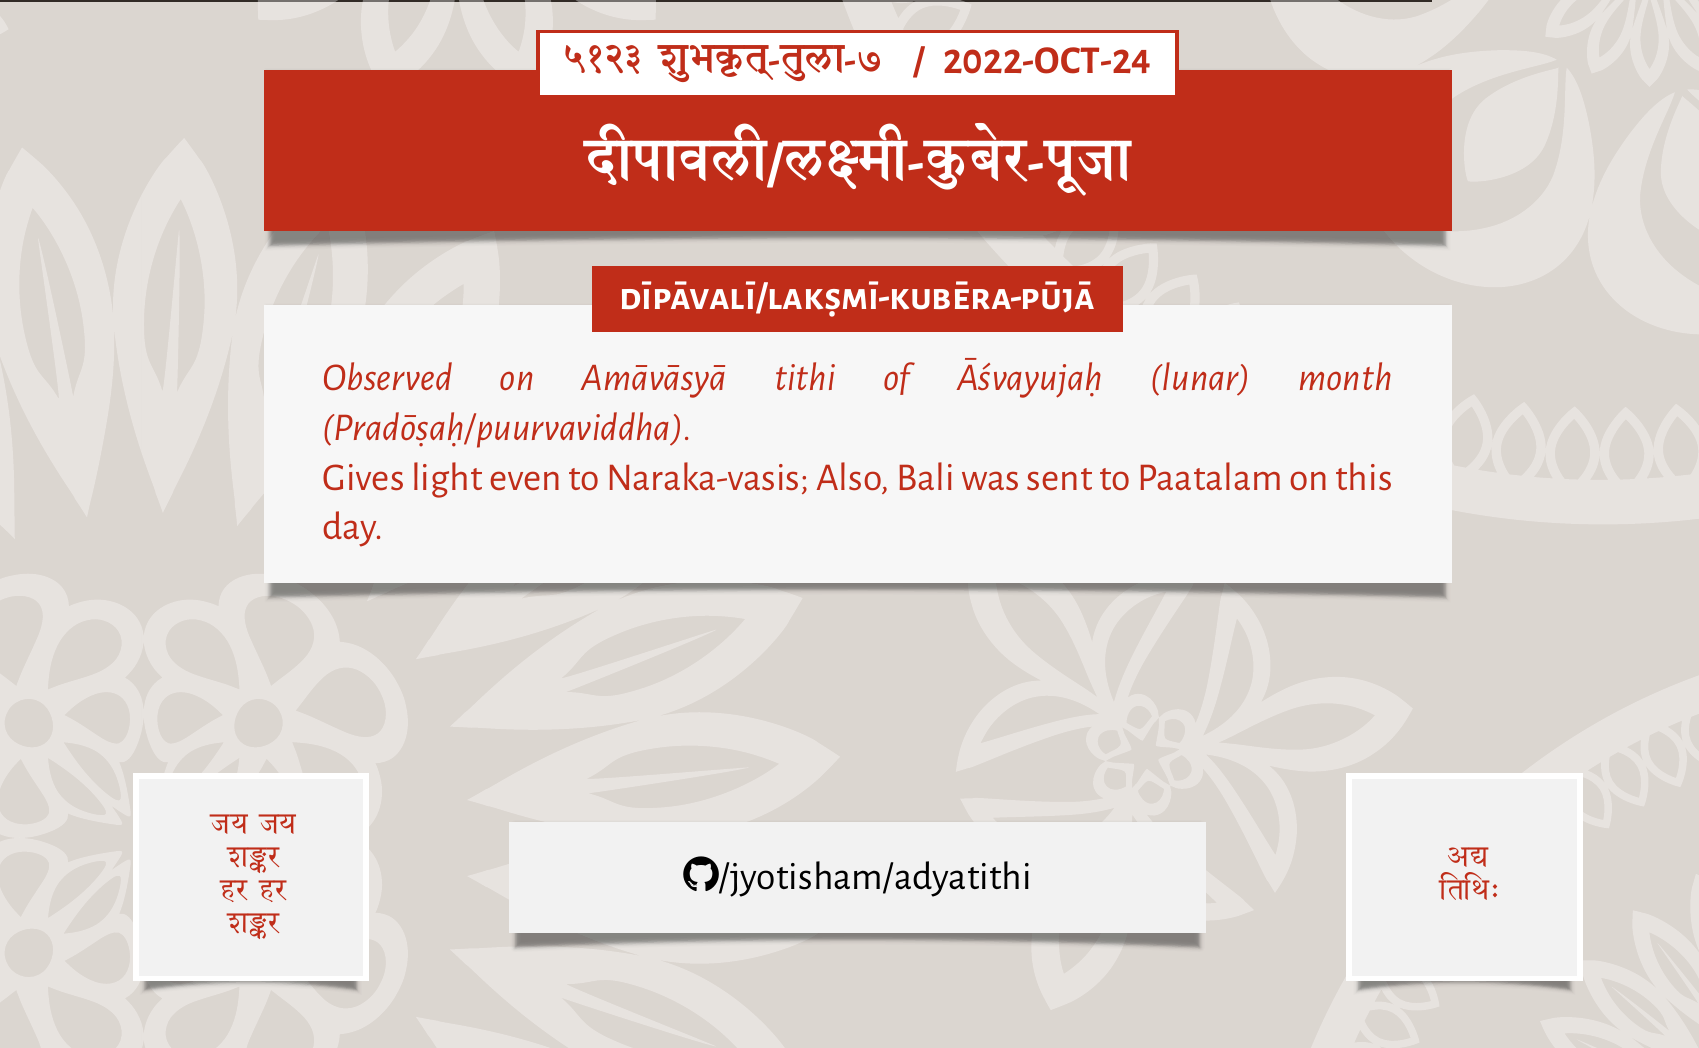 ५१२३ शुभकृत्-तुला-७ / 2022-OCT-24
दीपावली/लक्ष्मी-कुबेर-पूजा
DĪPĀVALĪ/LAKṢMĪ-KUBĒRA-PŪJĀ
Observed on Amāvāsyā tithi of Āśvayujaḥ (lunar) month
(Pradōṣaḥ/puurvaviddha).
Gives light even to Naraka-vasis; Also, Bali was sent to Paatalam on this
day.
जय जय
शङ्कर
हर हर
शङ्कर
/jyotisham/adyatithi
अद्य
तिथिः